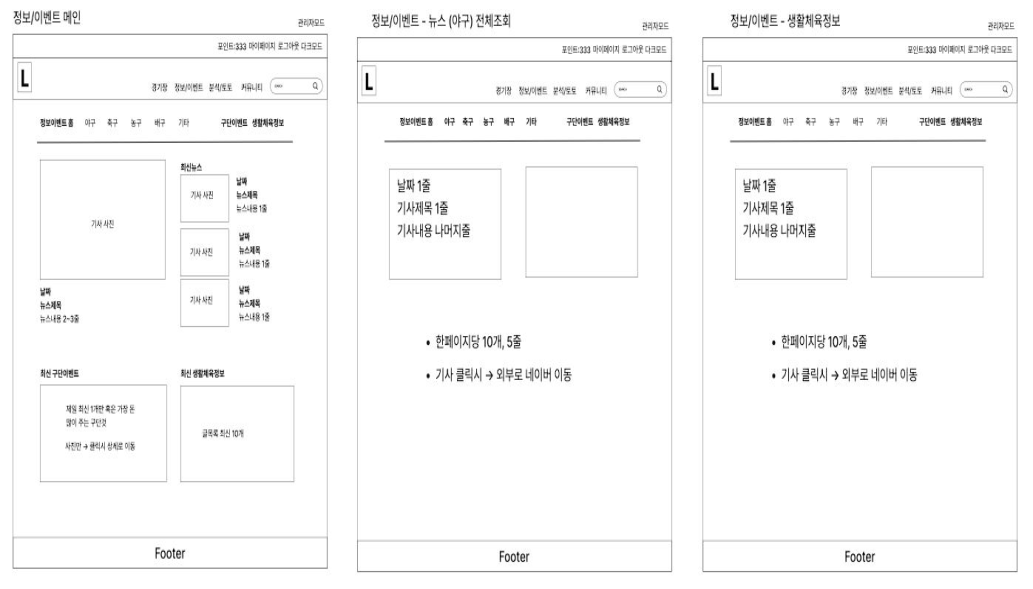 정보/이벤트 메인
관리자모드
포인트:333 마이페이지 로그아웃 다크모드
L
경기장 정보/이벤트 분석/토토 커뮤니티
정보이벤트 홈 야구 축구 농구 배구 기타 구단이벤트 생활체육정보
기사 사진
날짜
뉴스제목
뉴스내용 2~3줄
최신뉴스
기사 사진
날짜
뉴스제목
뉴스내용 1줄
기사 사진
날짜
뉴스제목
뉴스내용 1줄
기사 사진
날짜
뉴스제목
뉴스내용 1줄
최신 구단이벤트
제일 최신 1개만 혹은 가장 돈
많이 주는 구단것
사진만 → 클릭시 상세로 이동
최신 생활체육정보
글목록 최신 10개
Footer
정보/이벤트 - 뉴스 (야구) 전체조회
관리자모드
포인트:333 마이페이지 로그아웃 다크모드
L
경기장 정보/이벤트 분석/토토 커뮤니티
정보이벤트 홈 야구 축구 농구 배구 기타 구단이벤트 생활체육정보
날짜 1줄
기사제목 1줄
기사내용 나머지줄
• 한페이지당 10개, 5줄
• 기사 클릭시 → 외부로 네이버 이동
Footer
정보/이벤트 - 생활체육정보
관리자모드
포인트:333 마이페이지 로그아웃 다크모드
L
경기장 정보/이벤트 분석/토토 커뮤니티
정보이벤트 홈 야구 축구 농구 배구 기타 구단이벤트 생활체육정보
날짜 1줄
기사제목 1줄
기사내용 나머지줄
• 한페이지당 10개, 5줄
• 기사 클릭시 → 외부로 네이버 이동
Footer